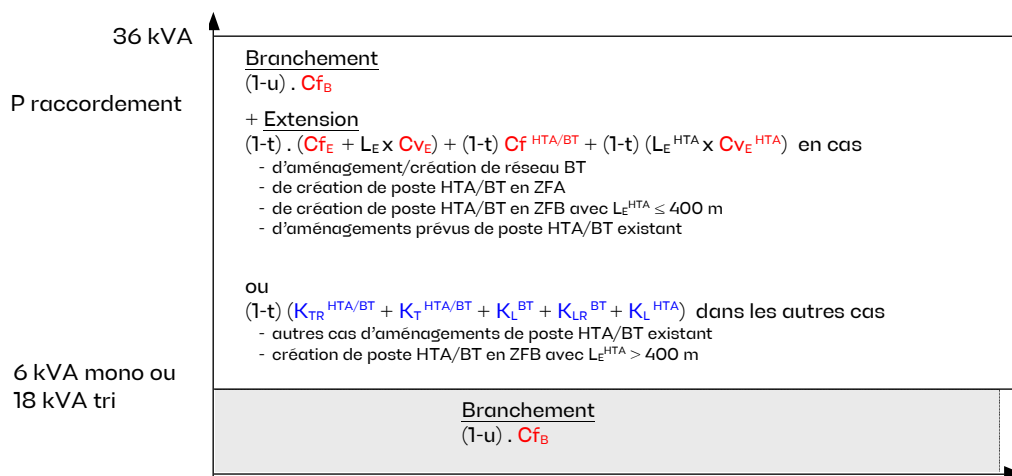 36 kVA
P raccordement
Branchement
(1-u) . Cf_B
+ Extension
(1-t) . (Cf_E + L_E x Cv_E) + (1-t) Cf^HTA/BT + (1-t) (L_E^HTA x Cv_E^HTA) en cas
- d'aménagement/création de réseau BT
- de création de poste HTA/BT en ZFA
- de création de poste HTA/BT en ZFB avec L_E^HTA ≤ 400 m
- d'aménagements prévus de poste HTA/BT existant
ou
(1-t) (K_TR^HTA/BT + K_T^HTA/BT + K_L^BT + K_LR^BT + K_L^HTA) dans les autres cas
- autres cas d'aménagements de poste HTA/BT existant
- création de poste HTA/BT en ZFB avec L_E^HTA > 400 m
6 kVA mono ou
18 kVA tri
Branchement
(1-u) . Cf_B